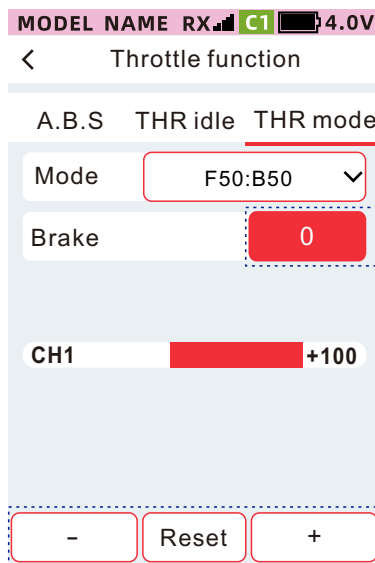 MODEL NAME RX C1 4.0V
Throttle function
A.B.S THR idle THR mode
Mode F50:B50
Brake 0
CH1 +100
- Reset +